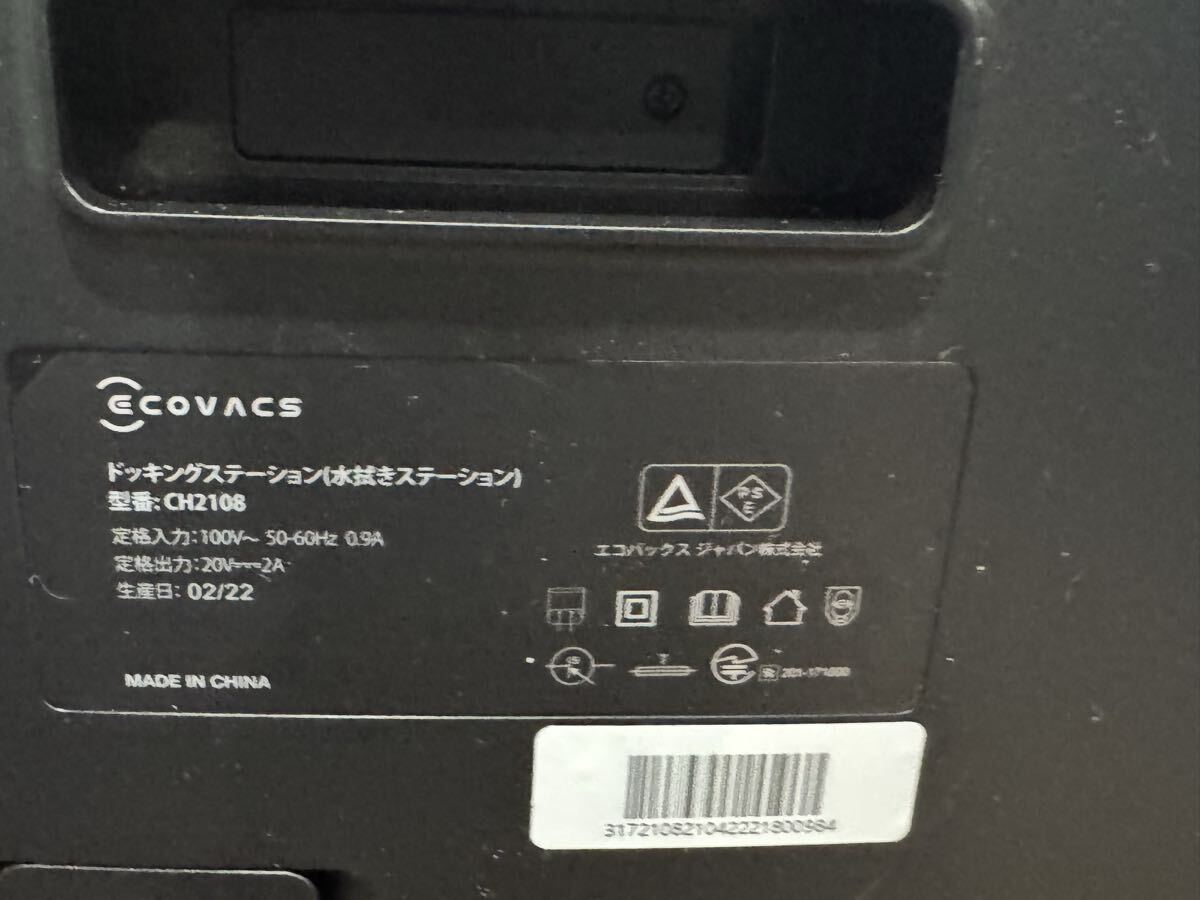 ECOVACS
ドッキングステーション(水拭きステーション)
型番: CH2108
定格入力: 100V～ 50-60Hz 0.9A
定格出力: 20V⎓2A
生産日: 02/22
MADE IN CHINA
PS
E
エコバックス ジャパン株式会社
317210821042221800984